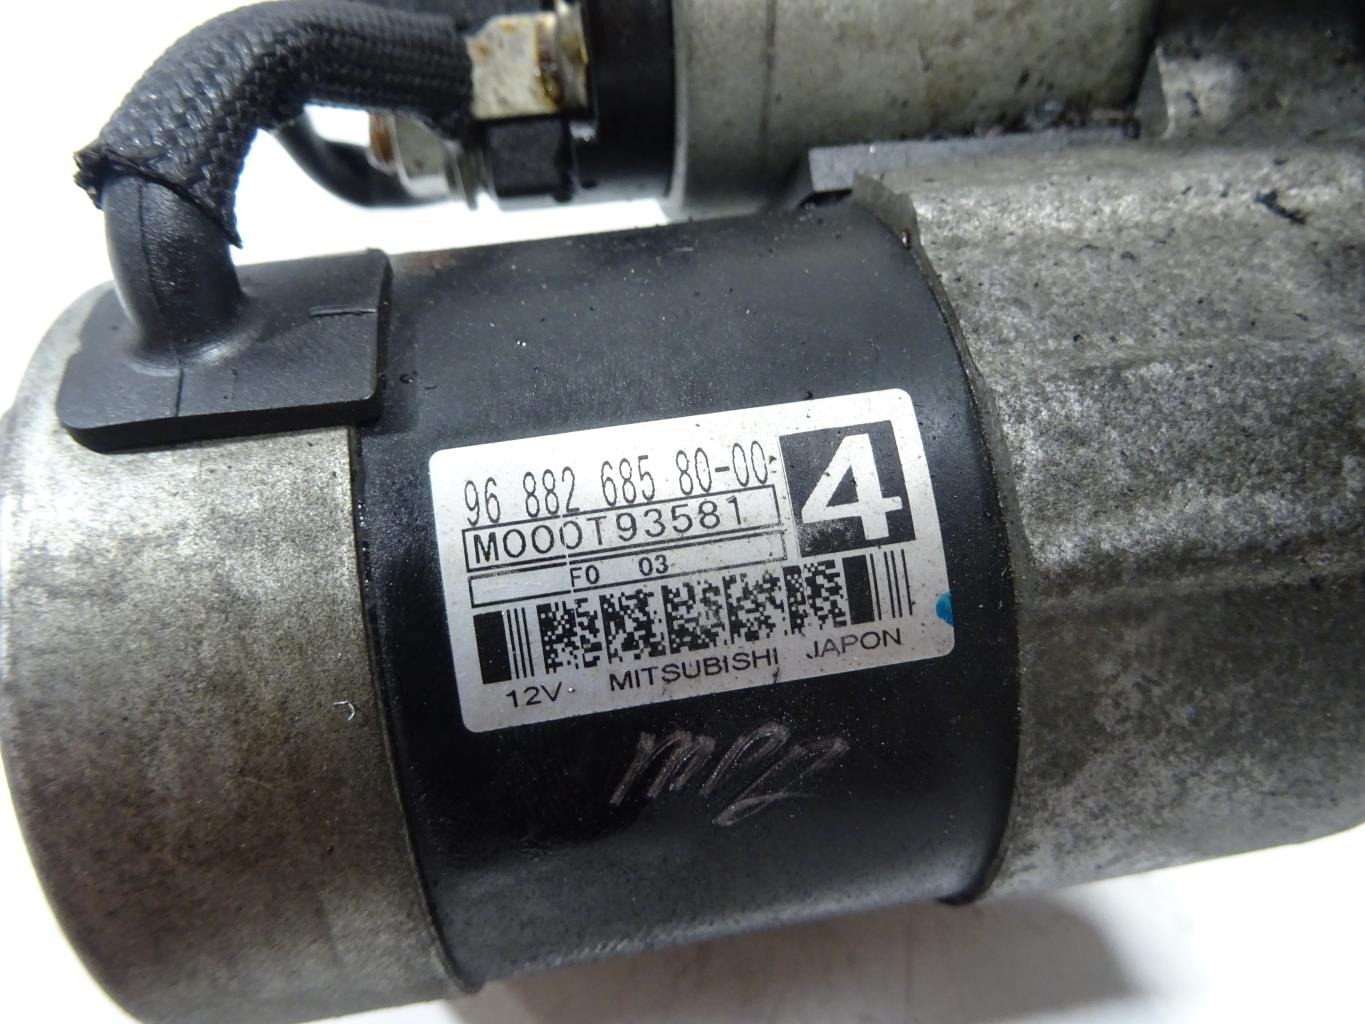 96 882 685 80-00
4
M000T93581
F0 03
12V MITSUBISHI JAPON